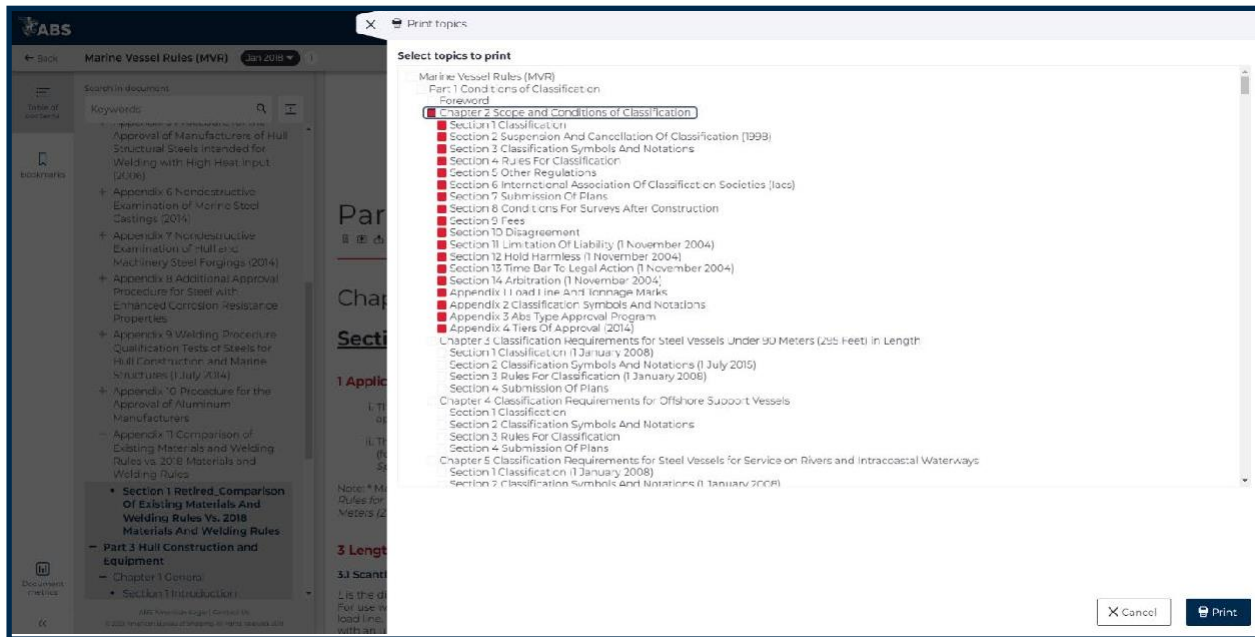 ABS
Back
Marine Vessel Rules (MVR)
Jan 2018
Table of contents
bookmarks
Document metrics
Search in document
Keywords
Approval of Manufacturers of Hull
Structural Steels Intended for
Welding with High Heat Input
(2006)
Appendix 6 Nondestructive
Examination of Marine Steel
Castings (2014)
Appendix 7 Nondestructive
Examination of Hull and
Machinery Steel Forgings (2014)
Appendix 8 Additional Approval
Procedure for Steel with
Enhanced Corrosion Resistance
Properties
Appendix 9 Welding Procedure
Qualification Tests of Steels for
Hull Construction and Marine
Structures (1 July 2014)
Appendix 10 Procedure for the
Approval of Aluminum
Manufacturers
Appendix 11 Comparison of
Existing Materials and Welding
Rules vs. 2018 Materials and
Welding Rules
Section 1 Retired_Comparison
Of Existing Materials And
Welding Rules Vs. 2018
Materials And Welding Rules
Part 3 Hull Construction and
Equipment
Chapter 1 General
Section 1 Introduction
Par
Chap
Secti
1 Applic
i. Th
ii. Th
Note: * M
Rules for
Meters (2
3 Lengt
3.1 Scantl
L is the di
For use w
load line,
with an
Print topics
Select topics to print
Marine Vessel Rules (MVR)
Part 1 Conditions of Classification
Foreword
Chapter 2 Scope and Conditions of Classification
Section 1 Classification
Section 2 Suspension And Cancellation Of Classification (1998)
Section 3 Classification Symbols And Notations
Section 4 Rules For Classification
Section 5 Other Regulations
Section 6 International Association Of Classification Societies (Iacs)
Section 7 Submission Of Plans
Section 8 Conditions For Surveys After Construction
Section 9 Fees
Section 10 Disagreement
Section 11 Limitation Of Liability (1 November 2004)
Section 12 Hold Harmless (1 November 2004)
Section 13 Time Bar To Legal Action (1 November 2004)
Section 14 Arbitration (1 November 2004)
Appendix 1 Load Line And Tonnage Marks
Appendix 2 Classification Symbols And Notations
Appendix 3 Abs Type Approval Program
Appendix 4 Tiers Of Approval (2014)
Chapter 3 Classification Requirements for Steel Vessels Under 90 Meters (295 Feet) in Length
Section 1 Classification (1 January 2008)
Section 2 Classification Symbols And Notations (1 July 2015)
Section 3 Rules For Classification (1 January 2008)
Section 4 Submission Of Plans
Chapter 4 Classification Requirements for Offshore Support Vessels
Section 1 Classification
Section 2 Classification Symbols And Notations
Section 3 Rules For Classification
Section 4 Submission Of Plans
Chapter 5 Classification Requirements for Steel Vessels for Service on Rivers and Intracoastal Waterways
Section 1 Classification (1 January 2008)
Section 2 Classification Symbols And Notations (1 January 2008)
Cancel
Print